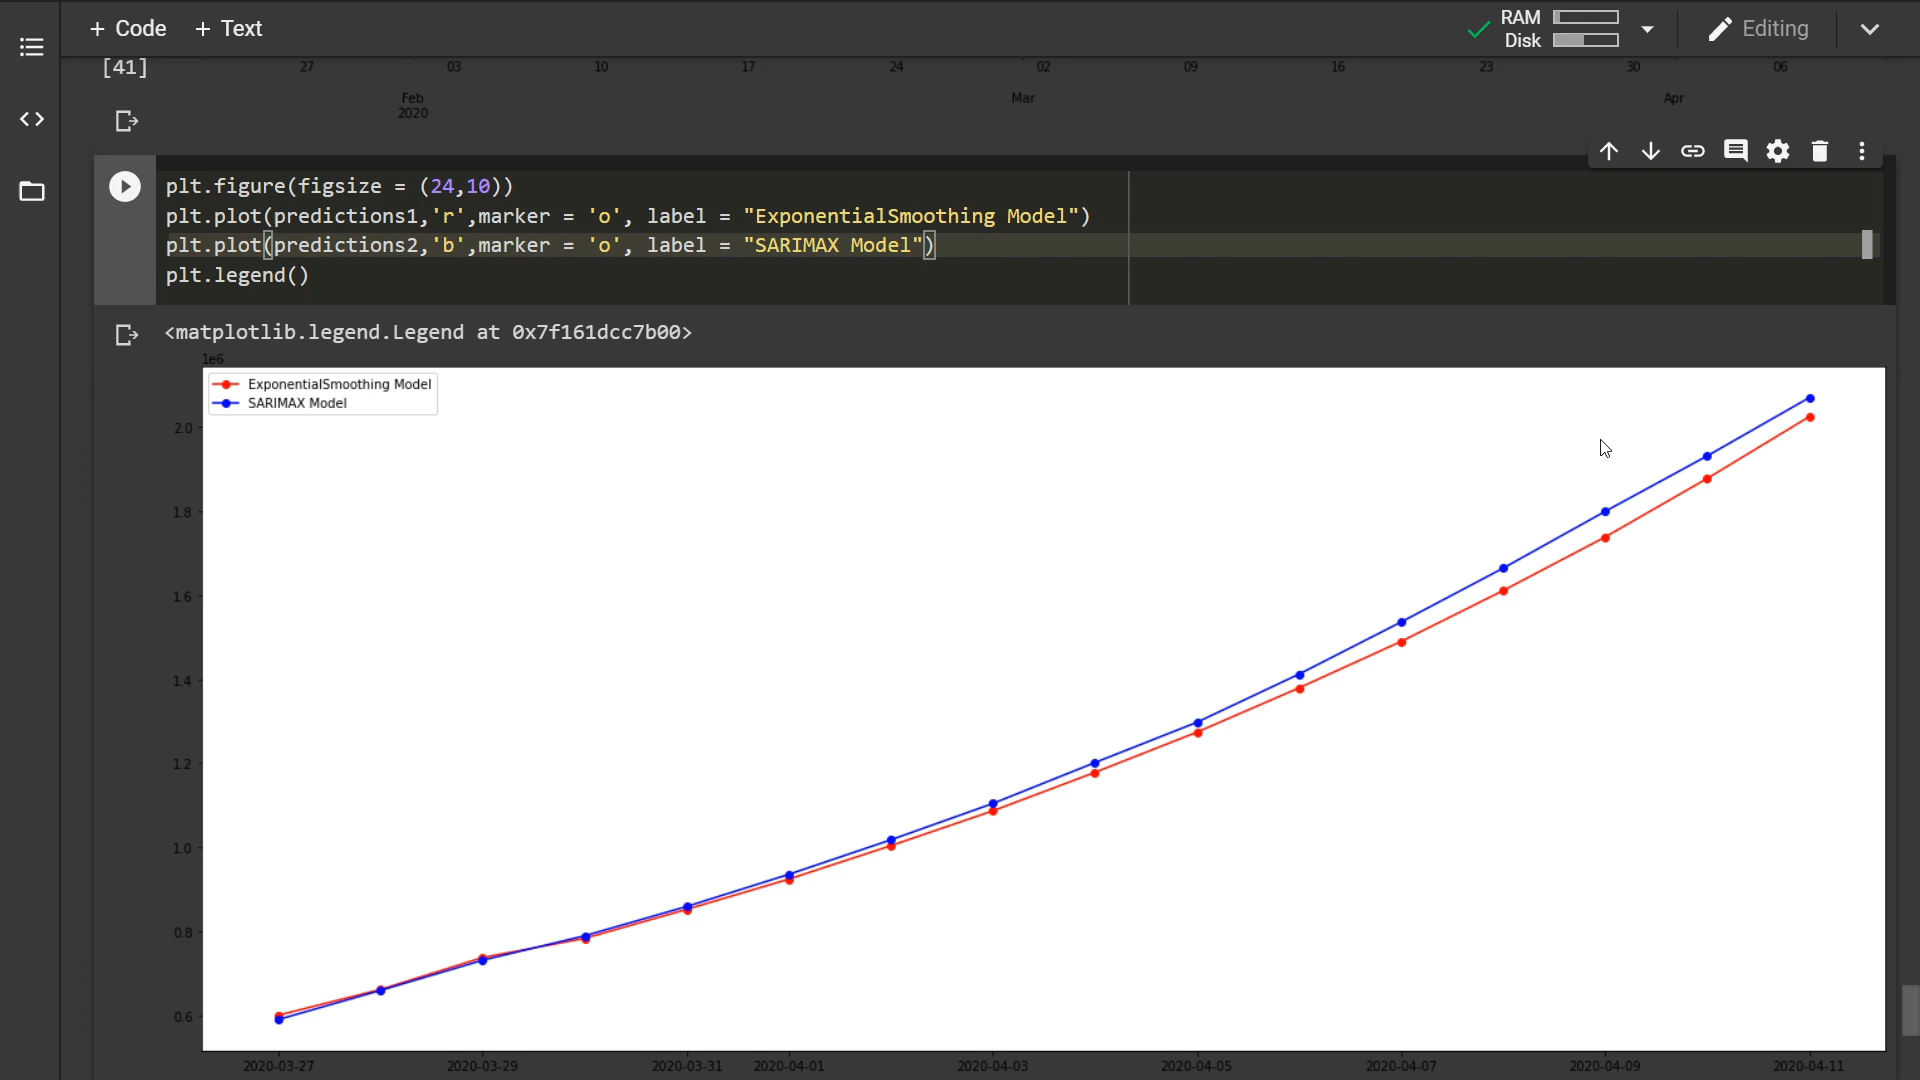 + Code + Text
RAM
Disk
Editing
[41]
27 03 10 17 24 02 09 16 23 30 06
Feb Mar Apr
2020
plt.figure(figsize = (24,10))
plt.plot(predictions1,'r',marker = 'o', label = "ExponentialSmoothing Model")
plt.plot(predictions2,'b',marker = 'o', label = "SARIMAX Model")
plt.legend()
<matplotlib.legend.Legend at 0x7f161dcc7b00>
1e6
ExponentialSmoothing Model
SARIMAX Model
2.0
1.8
1.6
1.4
1.2
1.0
0.8
0.6
2020-03-27 2020-03-29 2020-03-31 2020-04-01 2020-04-03 2020-04-05 2020-04-07 2020-04-09 2020-04-11